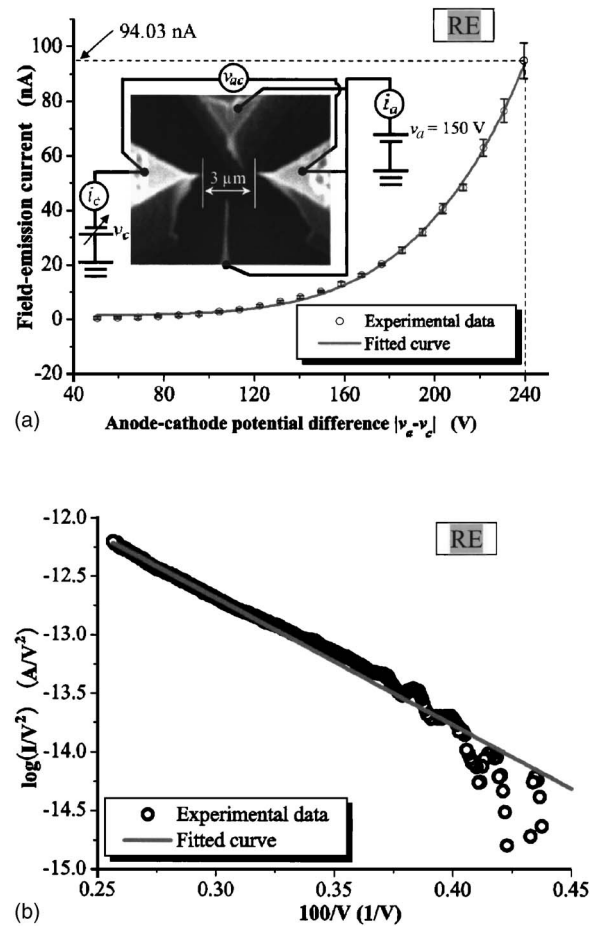 (a)
94.03 nA
RE
100
80
60
40
20
0
-20
Field-emission current (nA)
v_ac
i_a
v_a = 150 V
3 μm
i_c
v_c
Experimental data
Fitted curve
40 80 120 160 200 240
Anode-cathode potential difference |v_a-v_c| (V)
(b)
RE
-12.0
-12.5
-13.0
-13.5
-14.0
-14.5
-15.0
log(I/V²) (A/V²)
Experimental data
Fitted curve
0.25 0.30 0.35 0.40 0.45
100/V (1/V)